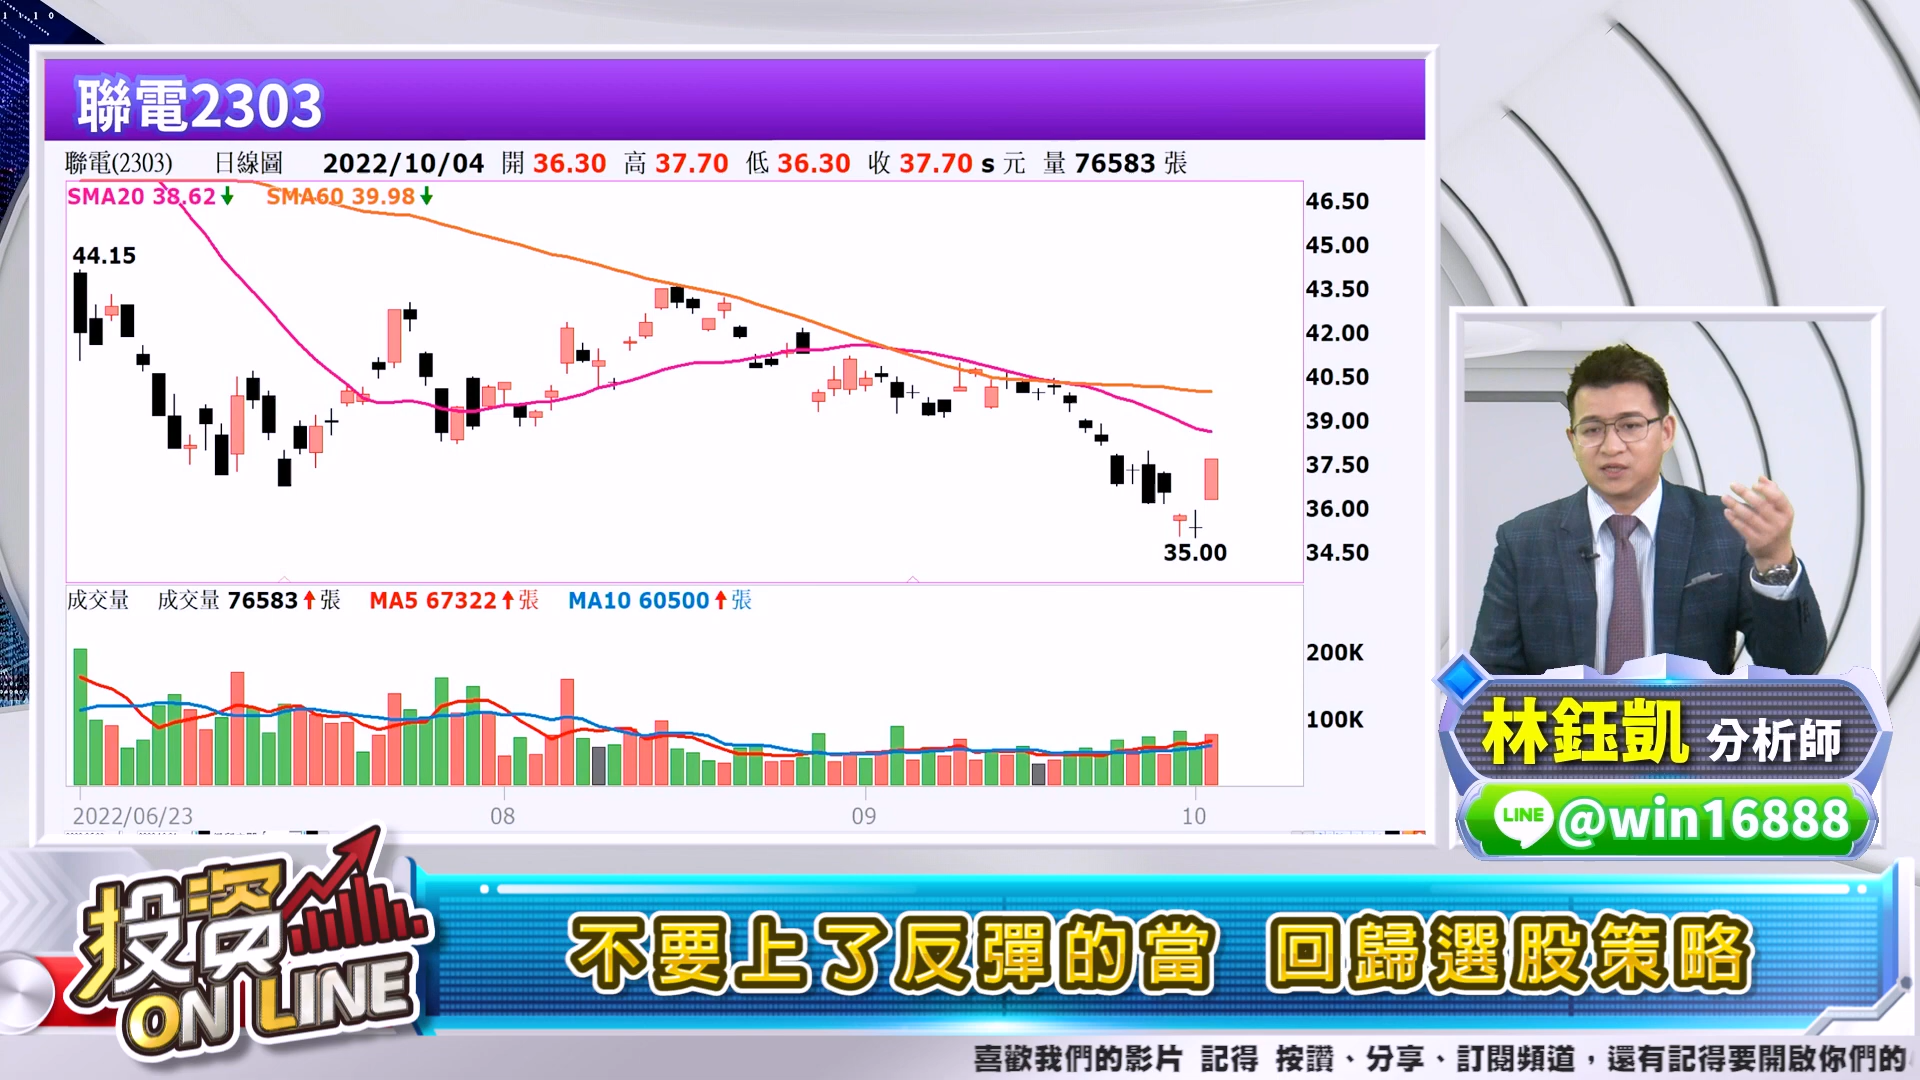 聯電2303
聯電(2303) 日線圖 2022/10/04 開 36.30 高 37.70 低 36.30 收 37.70 s 元 量 76583 張
SMA20 38.62↓ SMA60 39.98↓
46.50
45.00
44.15
43.50
42.00
40.50
39.00
37.50
36.00
35.00
34.50
成交量 成交量 76583↑張 MA5 67322↑張 MA10 60500↑張
200K
100K
2022/06/23 08 09 10
林鈺凱 分析師
LINE @win16888
投資
ON LINE
不要上了反彈的當 回歸選股策略
喜歡我們的影片 記得 按讚、分享、訂閱頻道，還有記得要開啟你們的